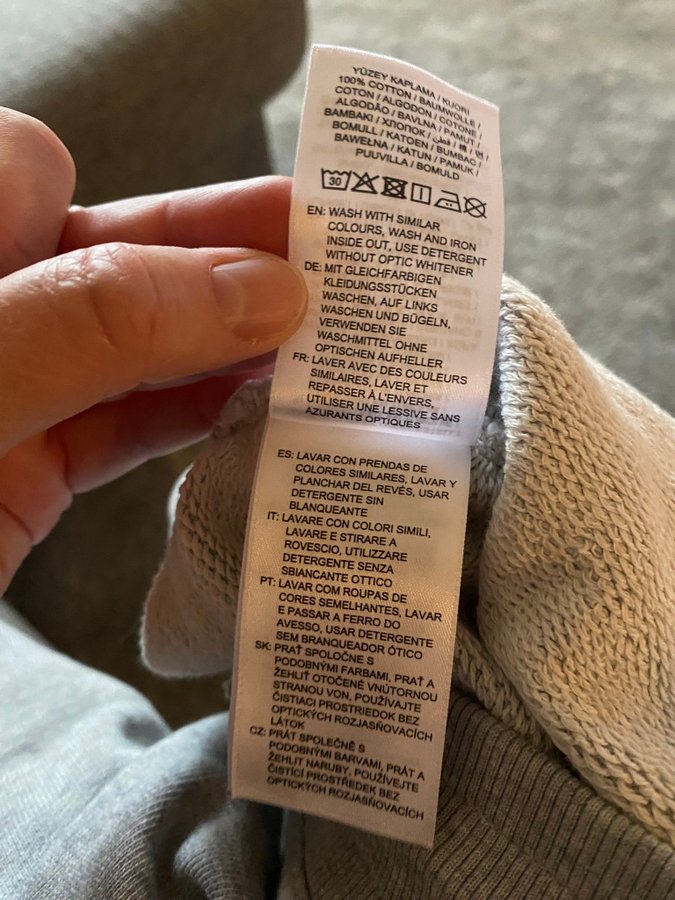 YÜZEY KAPLAMA / KUORI
100% COTTON / BAUMWOLLE /
COTON / ALGODON / COTONE /
ALGODÃO / BAVLNA / PAMUT /
BAMBAKI / ХЛОПОК / قطن / 棉 / 면 /
BOMULL / KATOEN / BUMBAC /
BAWEŁNA / KATUN / PAMUK /
PUUVILLA / BOMULD
30
EN: WASH WITH SIMILAR
COLOURS, WASH AND IRON
INSIDE OUT, USE DETERGENT
WITHOUT OPTIC WHITENER
DE: MIT GLEICHFARBIGEN
KLEIDUNGSSTÜCKEN
WASCHEN, AUF LINKS
WASCHEN UND BÜGELN,
VERWENDEN SIE
WASCHMITTEL OHNE
OPTISCHEN AUFHELLER
FR: LAVER AVEC DES COULEURS
SIMILAIRES, LAVER ET
REPASSER À L'ENVERS,
UTILISER UNE LESSIVE SANS
AZURANTS OPTIQUES
ES: LAVAR CON PRENDAS DE
COLORES SIMILARES, LAVAR Y
PLANCHAR DEL REVÉS, USAR
DETERGENTE SIN
BLANQUEANTE
IT: LAVARE CON COLORI SIMILI,
LAVARE E STIRARE A
ROVESCIO, UTILIZZARE
DETERGENTE SENZA
SBIANCANTE OTTICO
PT: LAVAR COM ROUPAS DE
CORES SEMELHANTES, LAVAR
E PASSAR A FERRO DO
AVESSO, USAR DETERGENTE
SEM BRANQUEADOR ÓTICO
SK: PRAŤ SPOLOČNE S
PODOBNÝMI FARBAMI, PRAŤ A
ŽEHLIŤ OTOČENÉ VNÚTORNOU
STRANOU VON, POUŽÍVAJTE
ČISTIACI PROSTRIEDOK BEZ
OPTICKÝCH ROZJASŇOVACÍCH
LÁTOK
CZ: PRÁT SPOLEČNĚ S
PODOBNÝMI BARVAMI, PRÁT A
ŽEHLIT NARUBY, POUŽÍVEJTE
ČISTÍCÍ PROSTŘEDEK BEZ
OPTICKÝCH ROZJASŇOVACÍCH